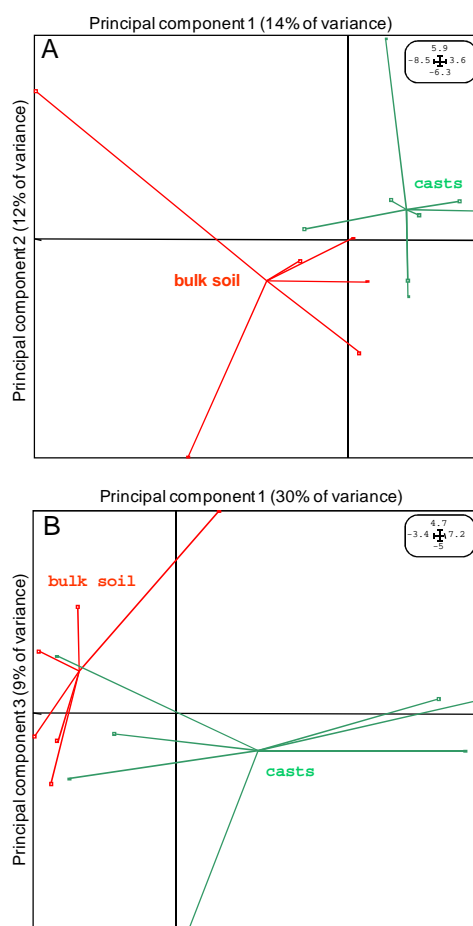 Principal component 1 (14% of variance)
A
5.9
-8.5 3.6
-6.3
casts
Principal component 2 (12% of variance)
bulk soil
Principal component 1 (30% of variance)
B
4.7
-3.4 7.2
-5
bulk soil
Principal component 3 (9% of variance)
casts